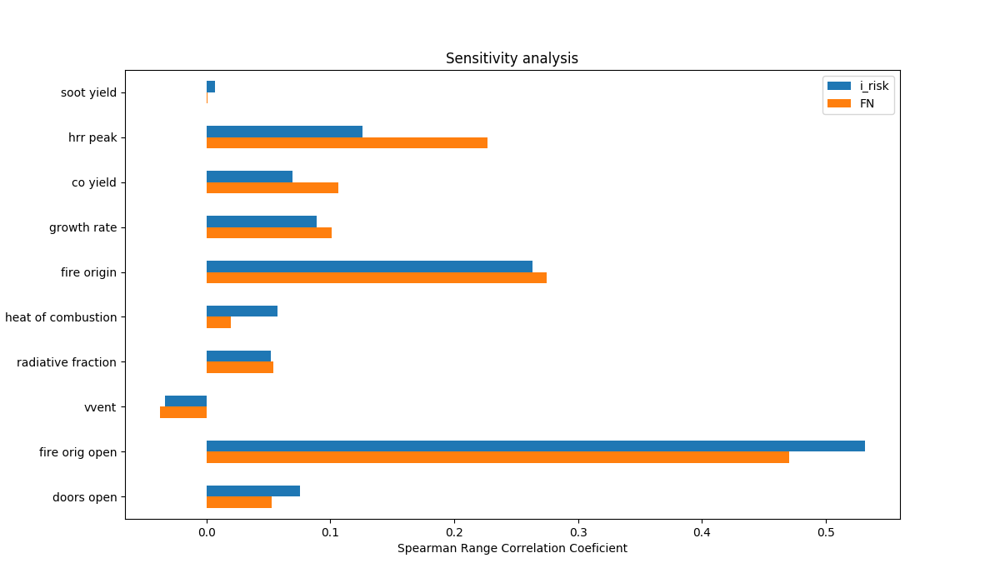 Sensitivity analysis
i_risk
FN
soot yield
hrr peak
co yield
growth rate
fire origin
heat of combustion
radiative fraction
vvent
fire orig open
doors open
0.0 0.1 0.2 0.3 0.4 0.5
Spearman Range Correlation Coeficient